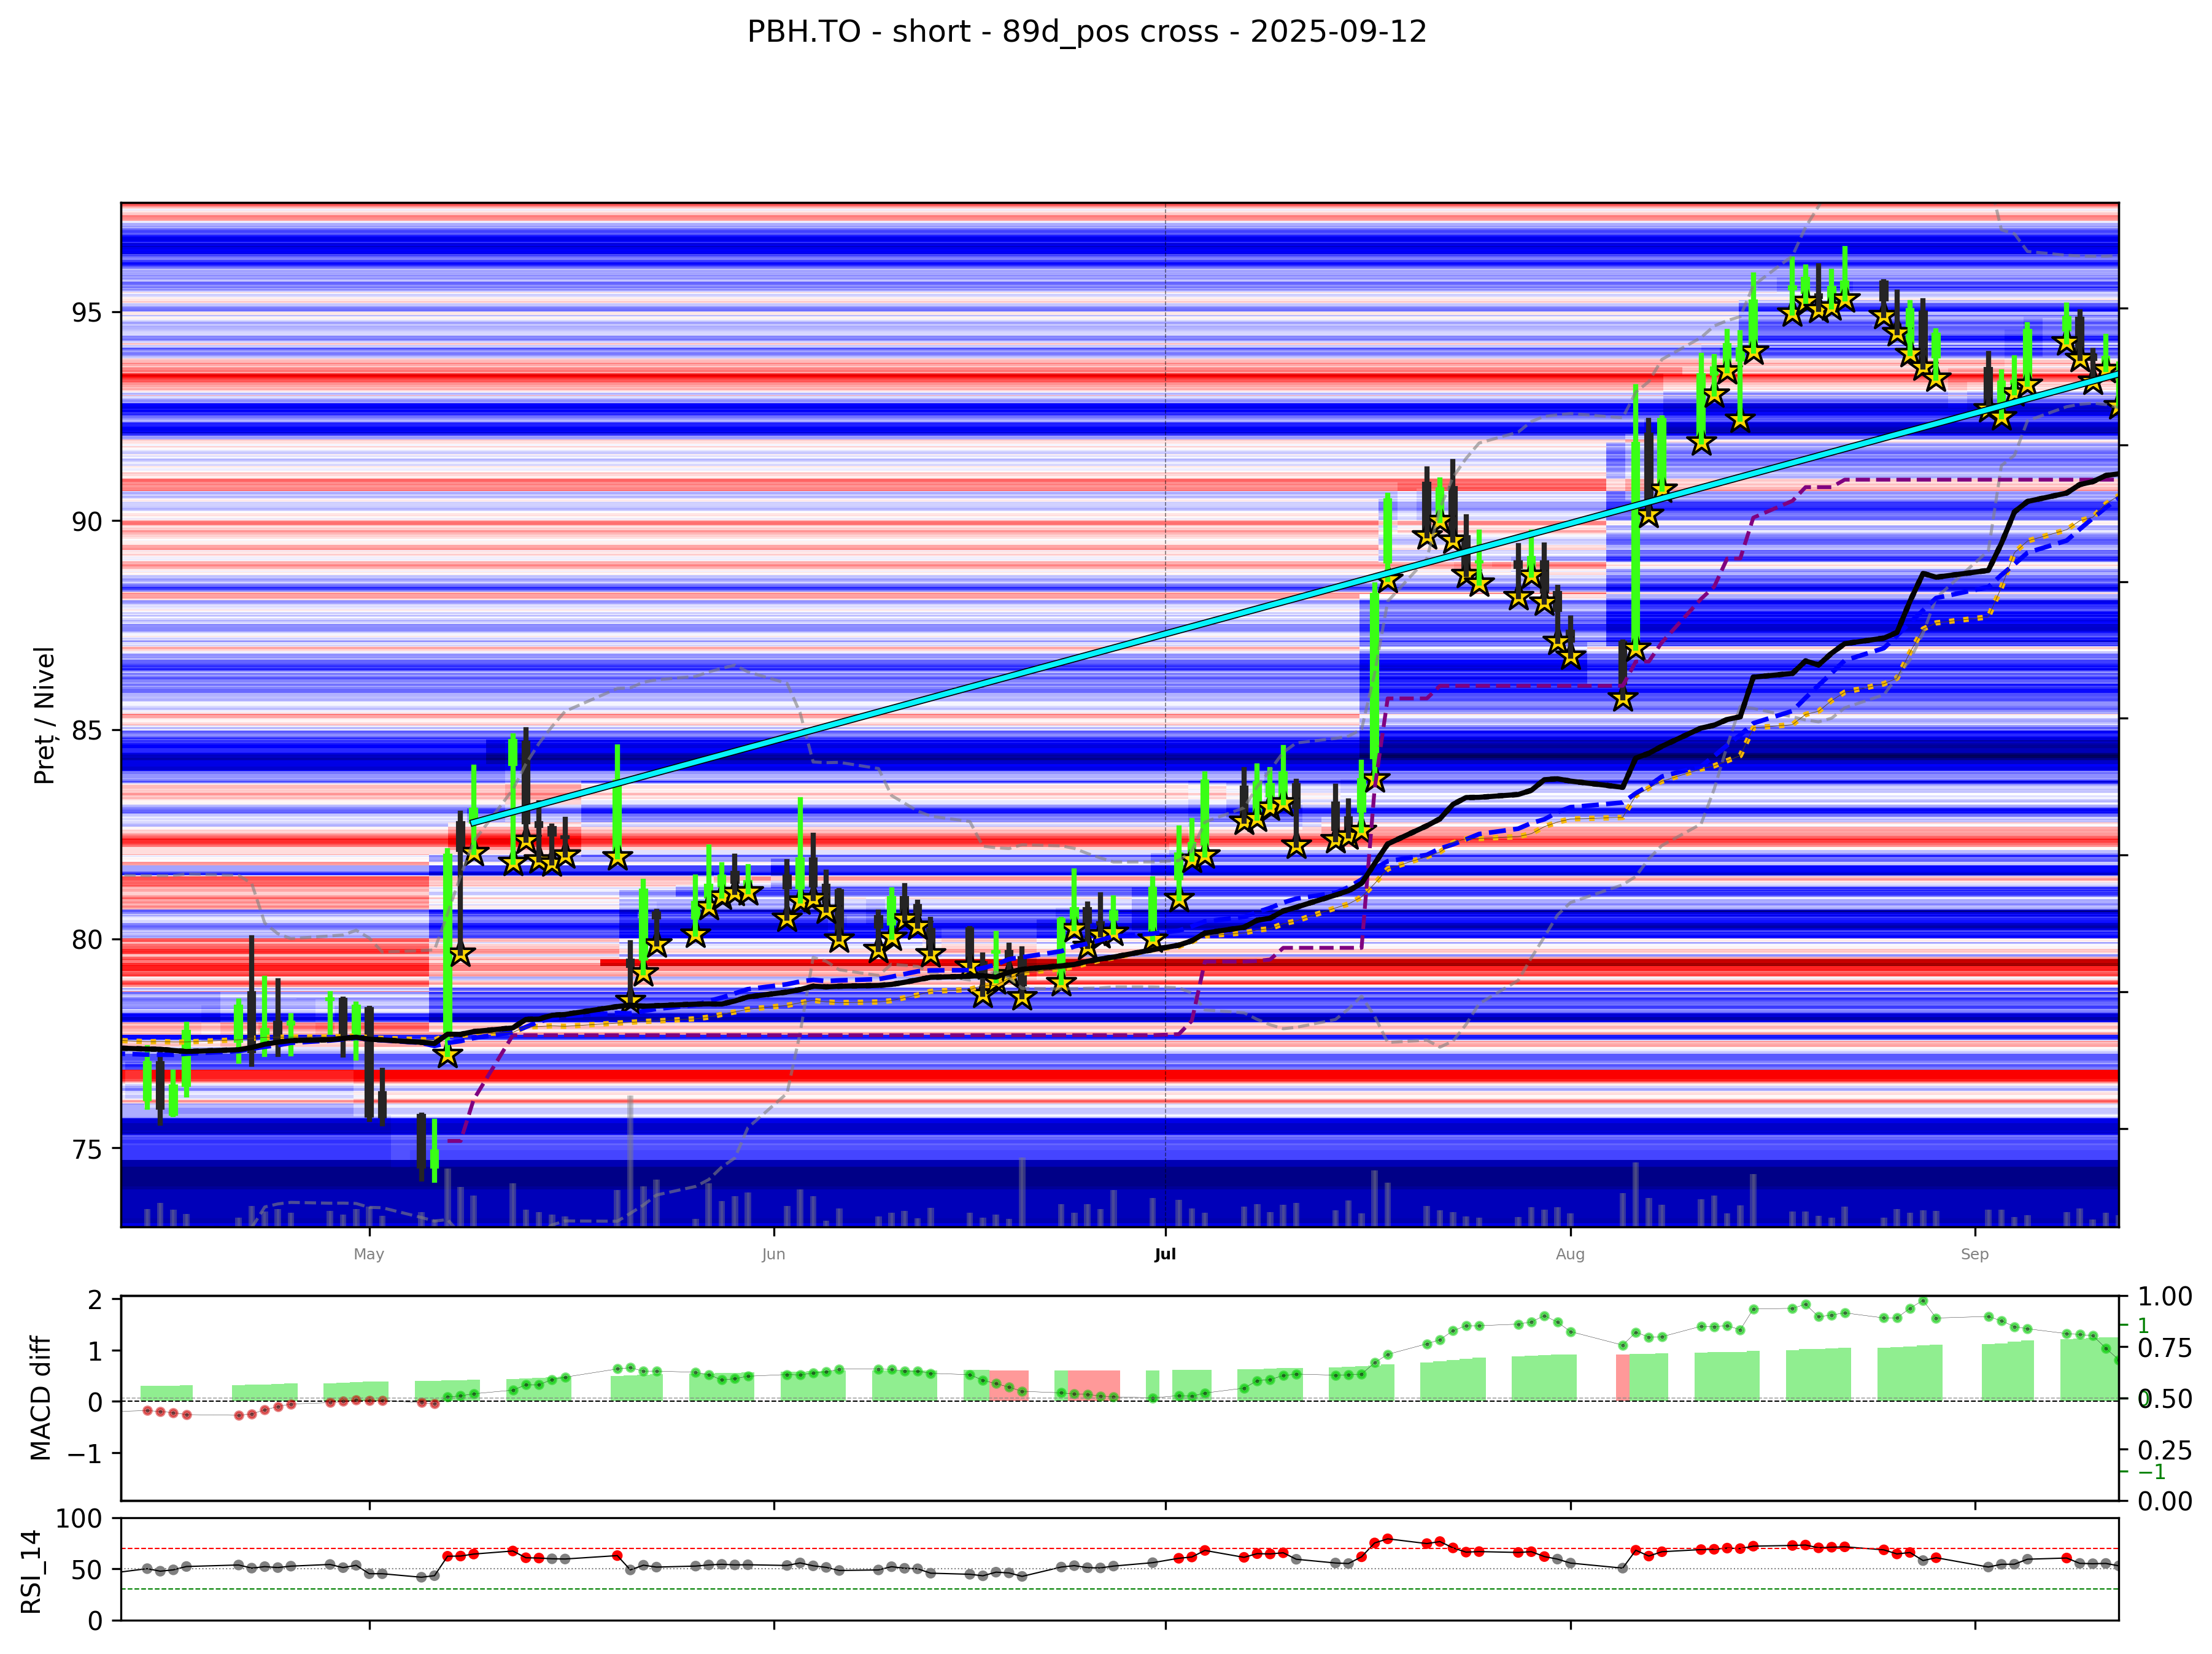 PBH.TO - short - 89d_pos cross - 2025-09-12
Preț / Nivel
95
90
85
80
75
May
Jun
Jul
Aug
Sep
MACD diff
2
1
0
−1
1.00
0.75
0.50
0.25
0.00
1
−1
RSI_14
100
50
0